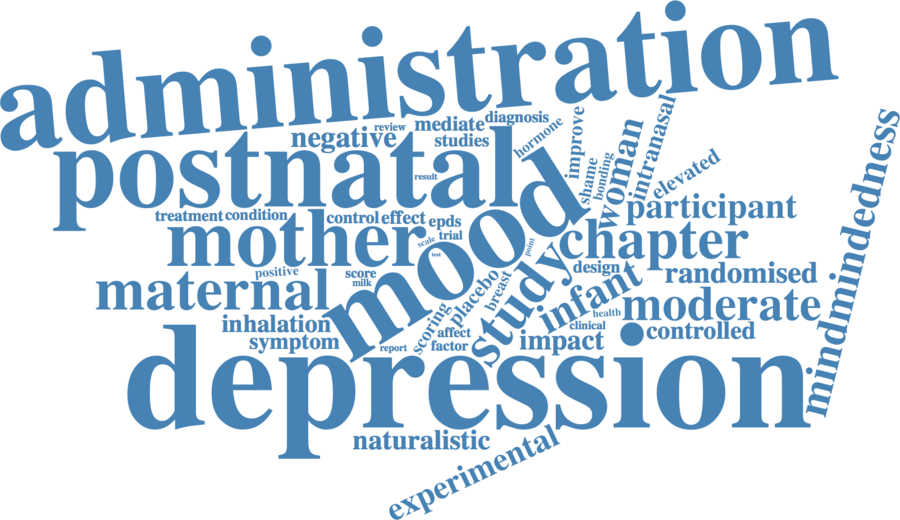 administration
negative
review
mediate
diagnosis
studies
hormone
postnatal
result
improve
shame
bonding
woman
intranasal
elevated
mindmindedness
treatment
condition
control
effect
epds
trial
scale
test
mother
mood
point
participant
chapter
positive
score
milk
maternal
scoring
placebo
breast
study
design
infant
randomised
health
moderate
inhalation
symptom
report
affect
factor
clinical
impact
controlled
depression
naturalistic
experimental